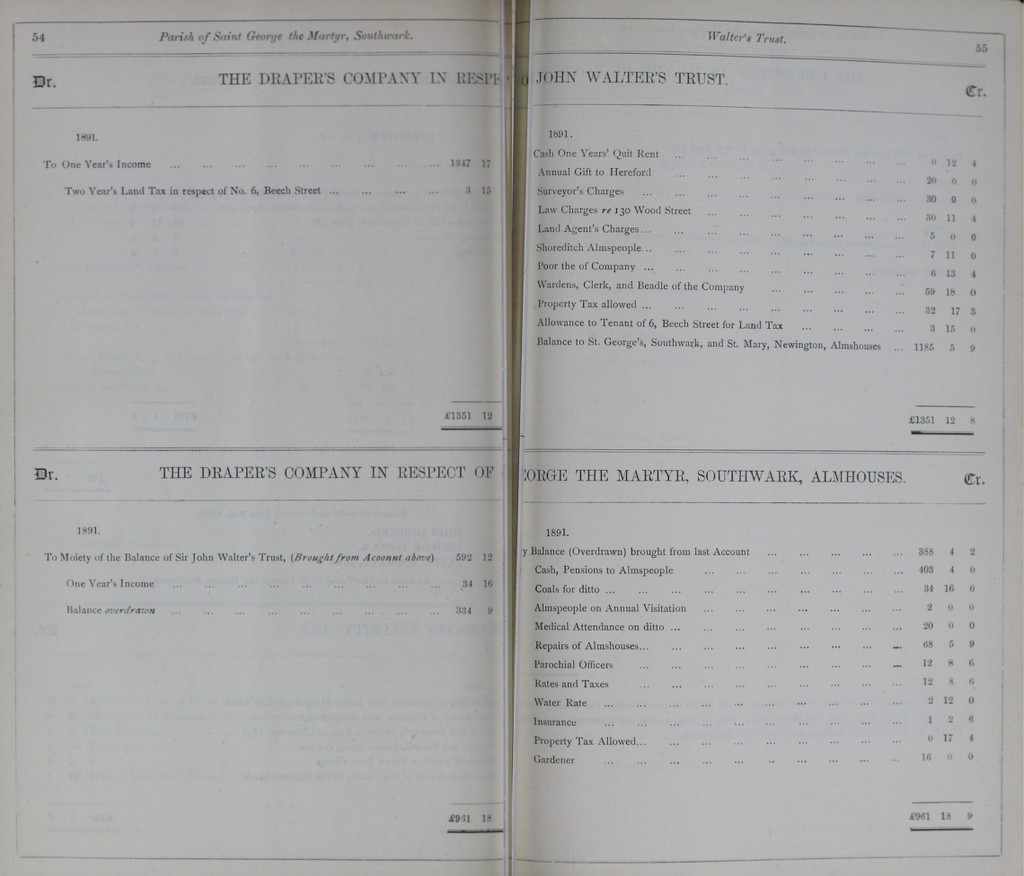 54
Parish of Saint George the Martyr, Southwark.
Dr.
THE DRAPER'S COMPANY IN RESPE
1891.
To One Year's Income ... 1347 17
Two Year's Land Tax in respect of No. 6, Beech Street ... 3 15
£1351 12
Dr.
THE DRAPER'S COMPANY IN RESPECT OF
1891.
To Moiety of the Balance of Sir John Walter's Trust, (Brought from Acoonnt above) 592 12
One Year's Income ... 34 16
Balance overdrawn ... 334 9
£961 18
Walter's Trust.
55
JOHN WALTER'S TRUST.
Cr.
1891.
Cash One Years' Quit Rent ... 0 12 4
Annual Gift to Hereford ... 20 0 0
Surveyor's Charges ... 30 0 0
Law Charges re 130 Wood Street ... 30 11 4
Land Agent's Charges ... 5 0 0
Shoreditch Almspeople ... 7 11 0
Poor the of Company ... 6 13 4
Wardens, Clerk, and Beadle of the Company ... 59 18 0
Property Tax allowed ... 32 17 3
Allowance to Tenant of 6, Beech Street for Land Tax ... 3 15 0
Balance to St. George's, Southwark, and St. Mary, Newington, Almshouses ... 1185 5 9
£1351 12 8
EORGE THE MARTYR, SOUTHWARK, ALMHOUSES.
Cr.
1891.
y Balance (Overdrawn) brought from last Account ... 388 4 2
Cash, Pensions to Almspeople ... 403 4 0
Coals for ditto ... 34 16 0
Almspeople on Annual Visitation ... 2 0 0
Medical Attendance on ditto ... 20 0 0
Repairs of Almshouses ... 68 5 9
Parochial Officers ... 12 8 6
Rates and Taxes ... 12 8 6
Water Rate ... 2 12 0
Insurance ... 1 2 6
Property Tax Allowed ... 0 17 4
Gardener ... 16 0 0
£961 18 9